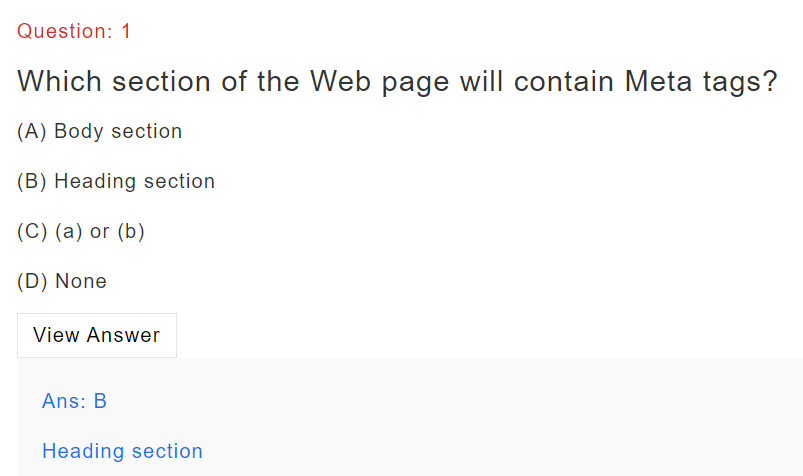 Question: 1
Which section of the Web page will contain Meta tags?
(A) Body section
(B) Heading section
(C) (a) or (b)
(D) None
View Answer
Ans: B
Heading section